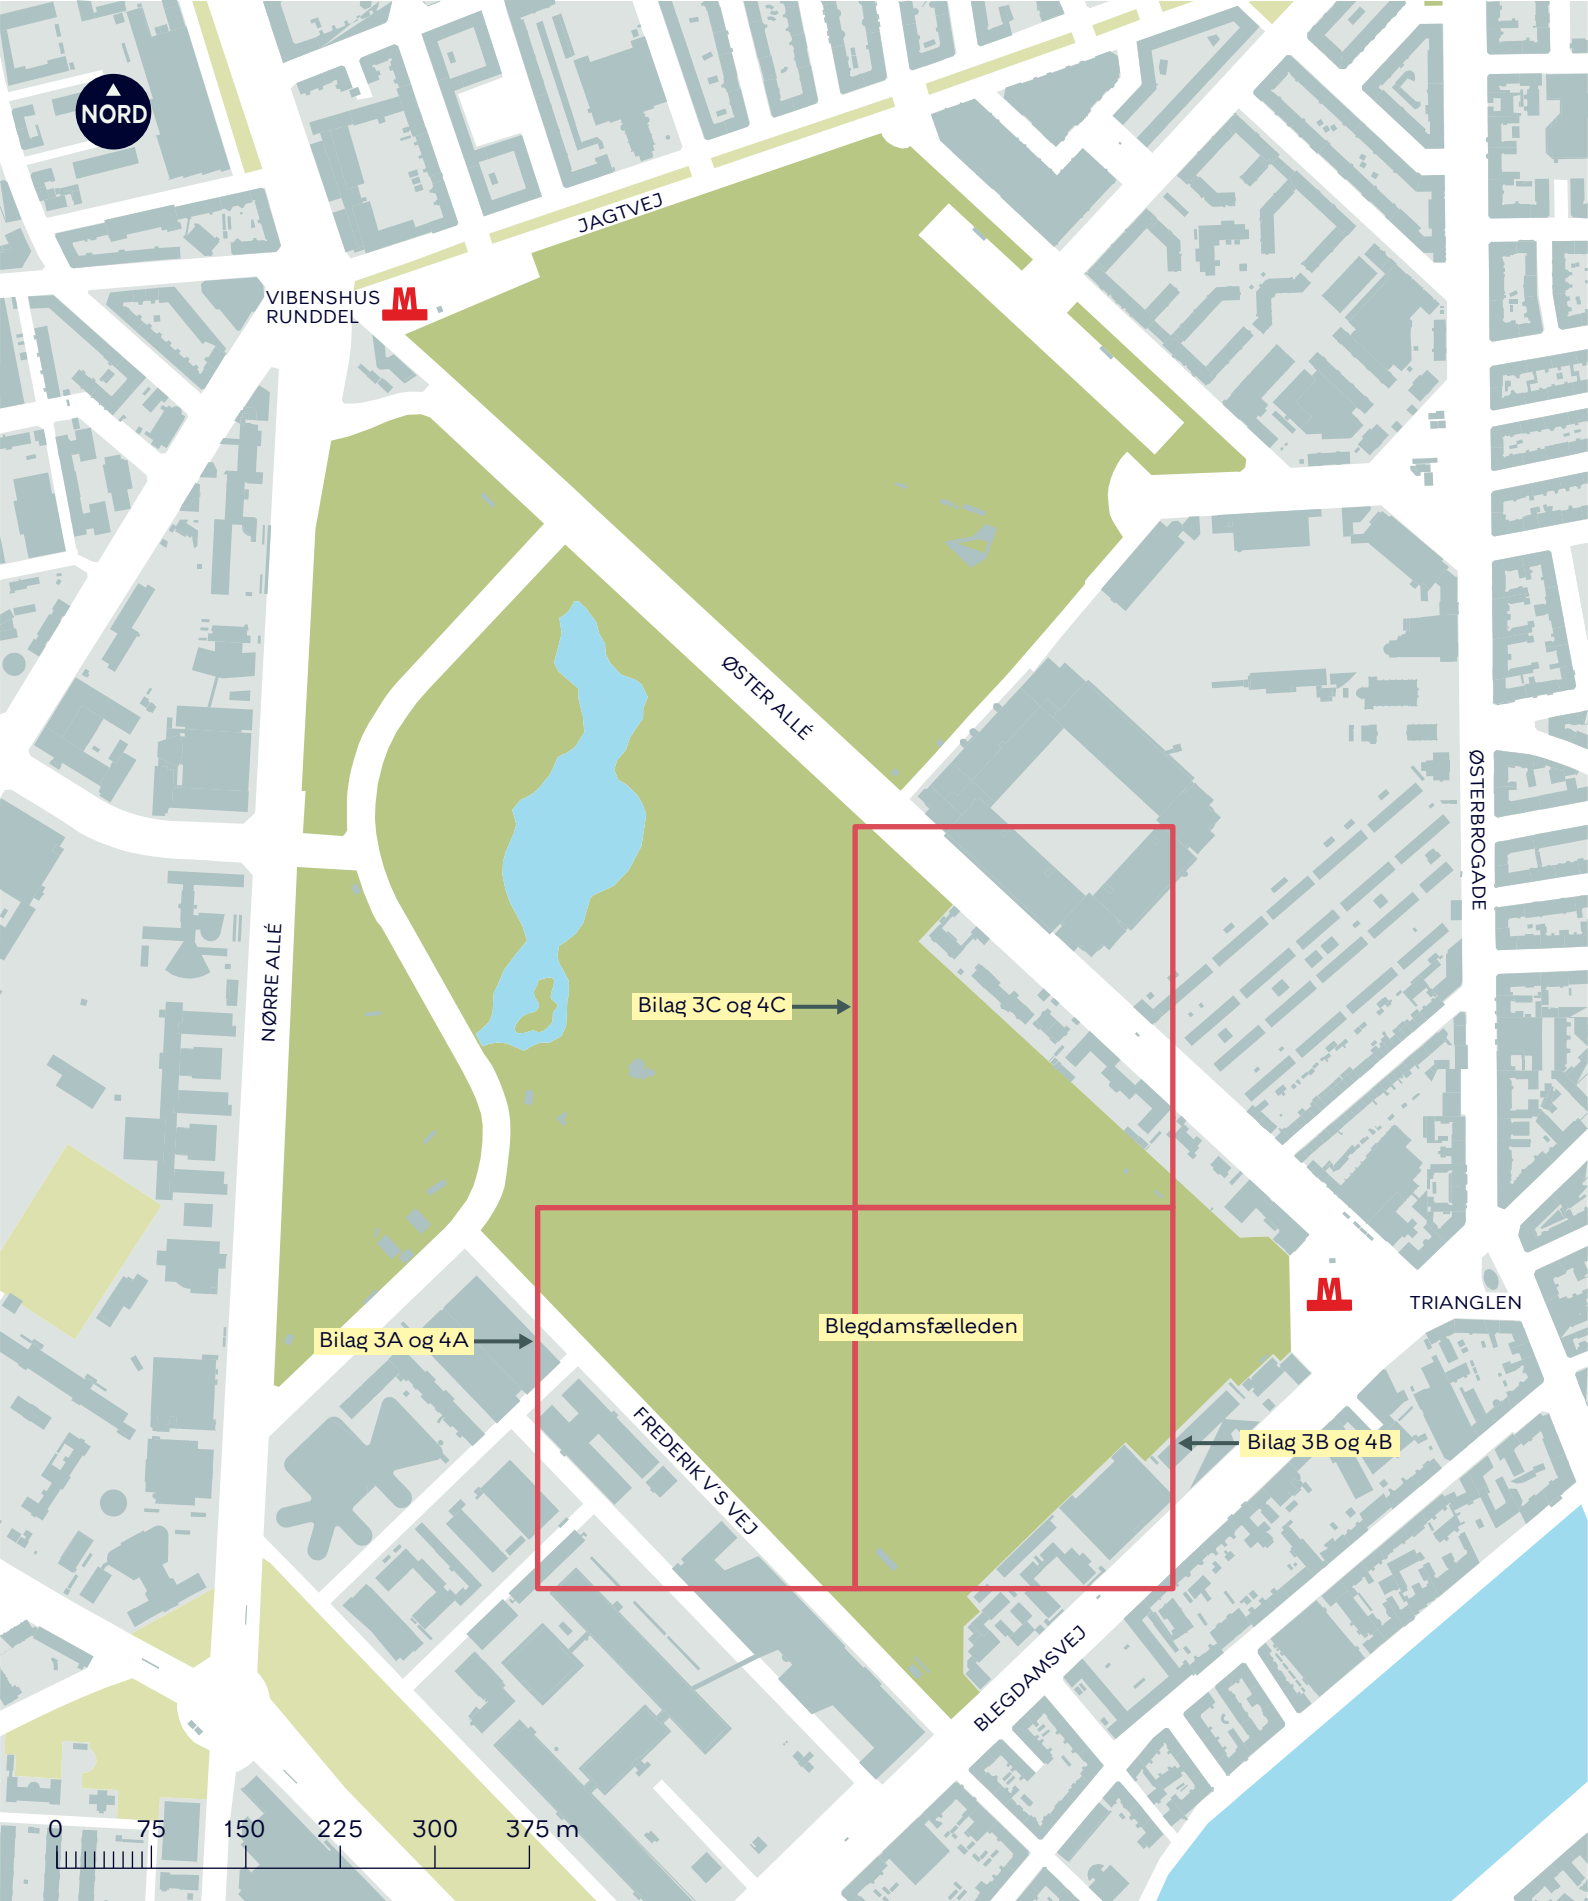 NORD
JAGTVEJ
VIBENSHUS
RUNDDEL
M
ØSTER ALLÉ
ØSTERBROGADE
NØRRE ALLÉ
Bilag 3C og 4C
M
TRIANGLEN
Blegdamsfælleden
Bilag 3A og 4A
FREDERIK V'S VEJ
Bilag 3B og 4B
BLEGDAMSVEJ
0 75 150 225 300 375 m